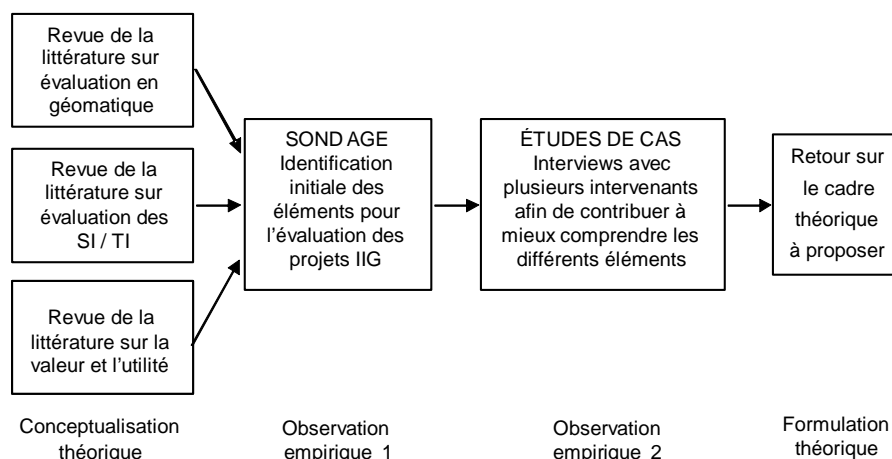 Revue de la
littérature sur
évaluation en
géomatique
Revue de la
littérature sur
évaluation des
SI / TI
Revue de la
littérature sur la
valeur et l'utilité
SOND AGE
Identification
initiale des
éléments pour
l'évaluation des
projets IIG
ÉTUDES DE CAS
Interviews avec
plusieurs intervenants
afin de contribuer à
mieux comprendre les
différents éléments
Retour sur
le cadre
théorique
à proposer
Conceptualisation
théorique
Observation
empirique 1
Observation
empirique 2
Formulation
théorique